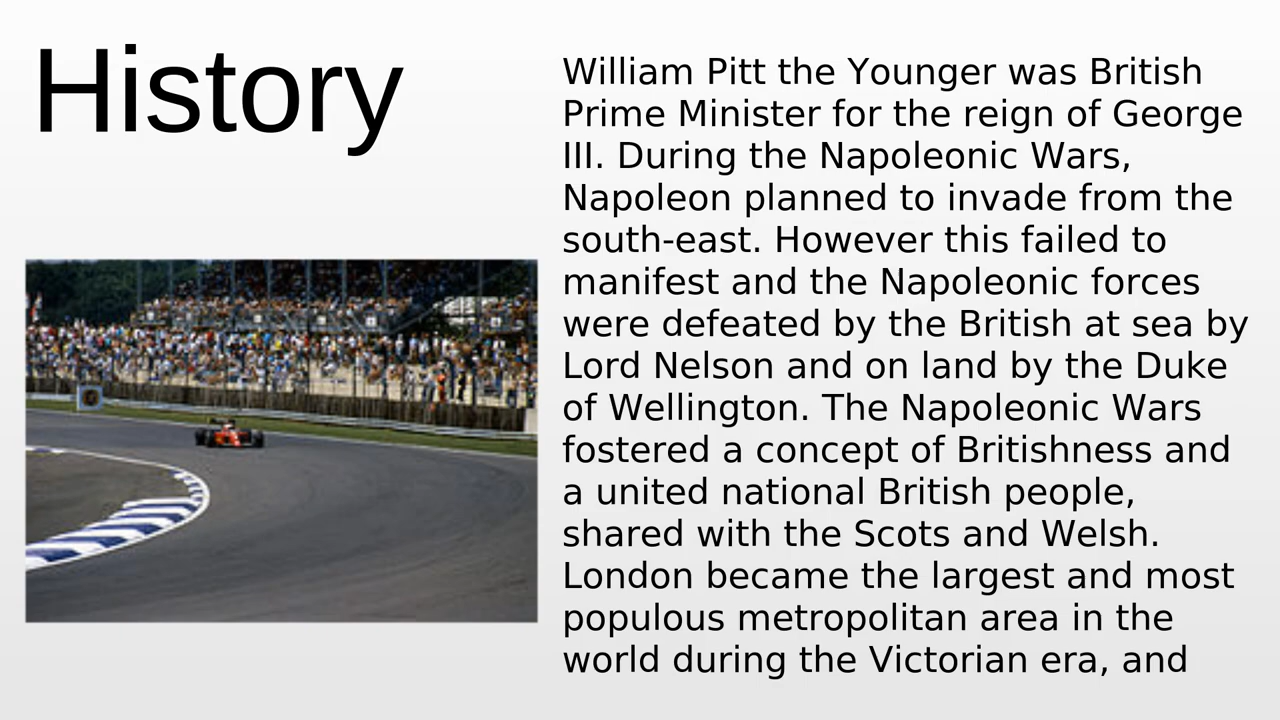 History
William Pitt the Younger was British
Prime Minister for the reign of George
III. During the Napoleonic Wars,
Napoleon planned to invade from the
south-east. However this failed to
manifest and the Napoleonic forces
were defeated by the British at sea by
Lord Nelson and on land by the Duke
of Wellington. The Napoleonic Wars
fostered a concept of Britishness and
a united national British people,
shared with the Scots and Welsh.
London became the largest and most
populous metropolitan area in the
world during the Victorian era, and